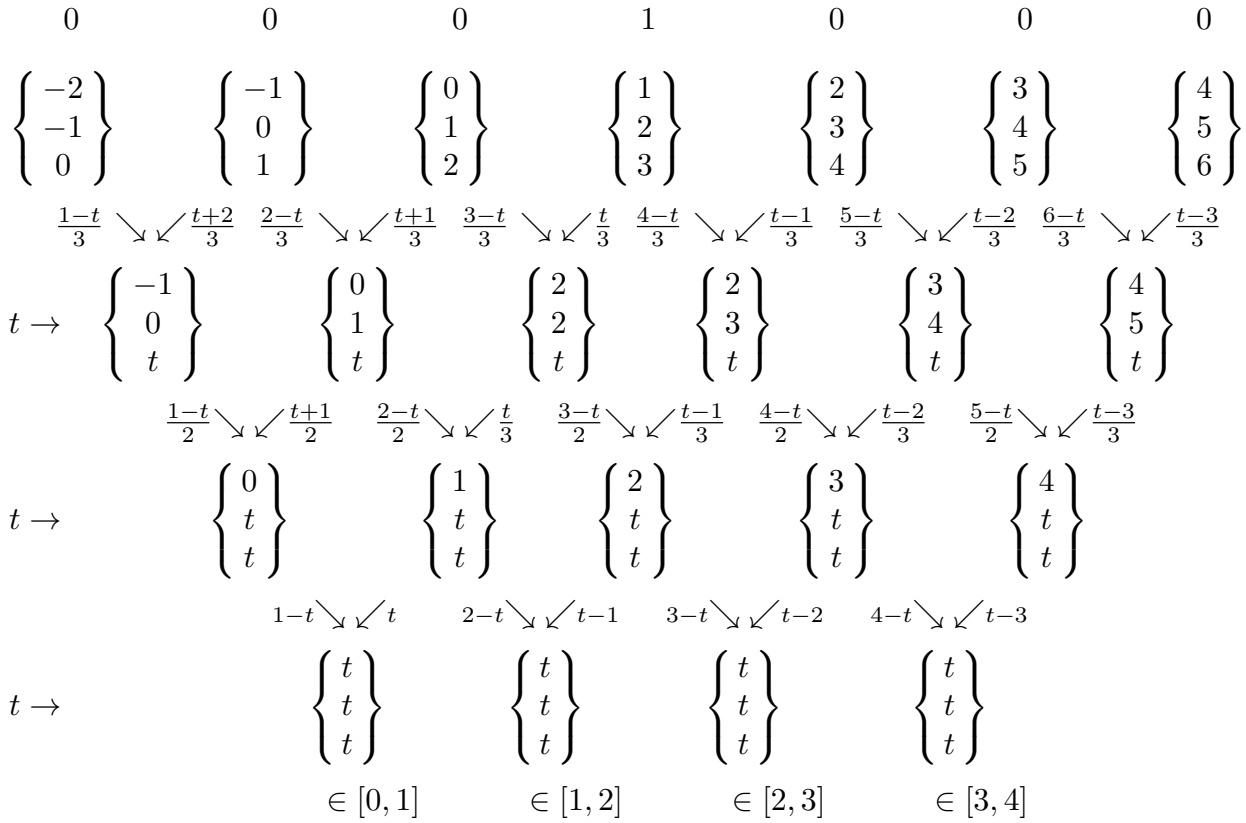 0 0 0 1 0 0 0
{−2 −1 0} {−1 0 1} {0 1 2} {1 2 3} {2 3 4} {3 4 5} {4 5 6}
1−t/3 ↘ ↙ t+2/3 2−t/3 ↘ ↙ t+1/3 3−t/3 ↘ ↙ t/3 4−t/3 ↘ ↙ t−1/3 5−t/3 ↘ ↙ t−2/3 6−t/3 ↘ ↙ t−3/3
t → {−1 0 t} {0 1 t} {2 2 t} {2 3 t} {3 4 t} {4 5 t}
1−t/2 ↘ ↙ t+1/2 2−t/2 ↘ ↙ t/3 3−t/2 ↘ ↙ t−1/3 4−t/2 ↘ ↙ t−2/3 5−t/2 ↘ ↙ t−3/3
t → {0 t t} {1 t t} {2 t t} {3 t t} {4 t t}
1−t ↘ ↙ t 2−t ↘ ↙ t−1 3−t ↘ ↙ t−2 4−t ↘ ↙ t−3
t → {t t t} {t t t} {t t t} {t t t}
∈ [0, 1] ∈ [1, 2] ∈ [2, 3] ∈ [3, 4]